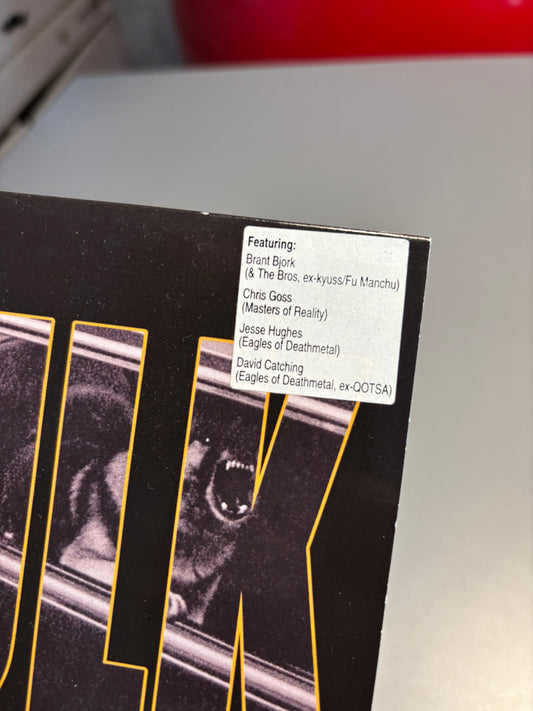 Featuring:
Brant Bjork
(& The Bros, ex-kyuss/Fu Manchu)
Chris Goss
(Masters of Reality)
Jesse Hughes
(Eagles of Deathmetal)
David Catching
(Eagles of Deathmetal, ex-QOTSA)
LK